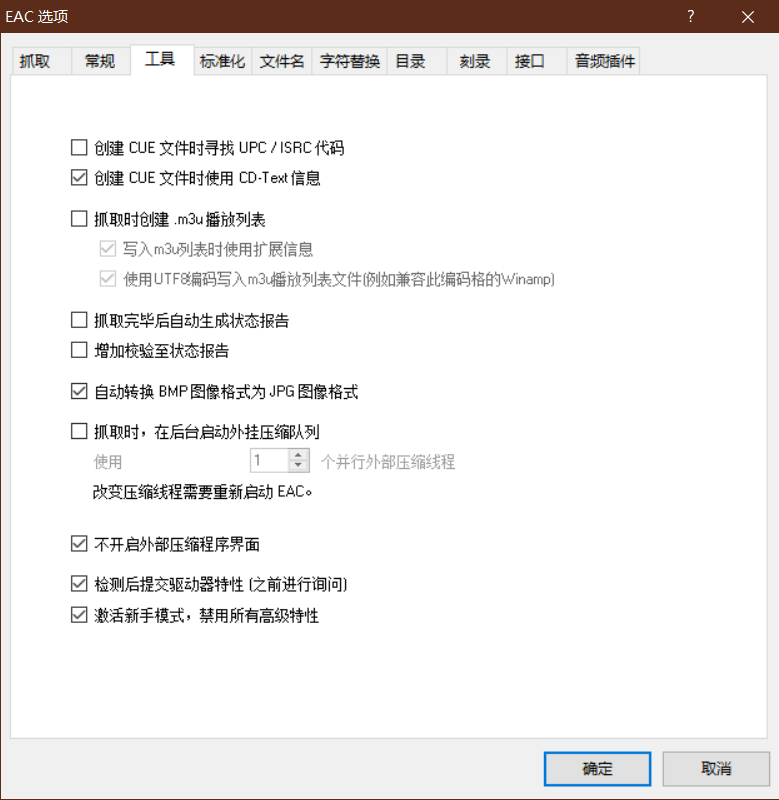 EAC 选项
?
抓取 常规 工具 标准化 文件名 字符替换 目录 刻录 接口 音频插件
创建 CUE 文件时寻找 UPC / ISRC 代码
创建 CUE 文件时使用 CD-Text 信息
抓取时创建 .m3u 播放列表
写入m3u列表时使用扩展信息
使用UTF8编码写入m3u播放列表文件(例如兼容此编码格的Winamp)
抓取完毕后自动生成状态报告
增加校验至状态报告
自动转换 BMP 图像格式为 JPG 图像格式
抓取时，在后台启动外挂压缩队列
使用 1 个并行外部压缩线程
改变压缩线程需要重新启动 EAC。
不开启外部压缩程序界面
检测后提交驱动器特性 (之前进行询问)
激活新手模式，禁用所有高级特性
确定 取消